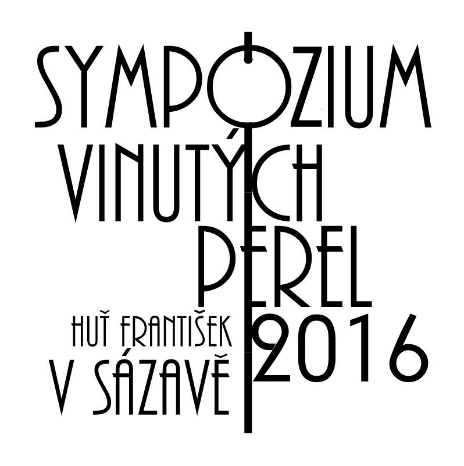 SYMPÓZIUM
VINUTÝCH
PEREL
HUŤ FRANTIŠEK
2016
V SÁZAVĚ